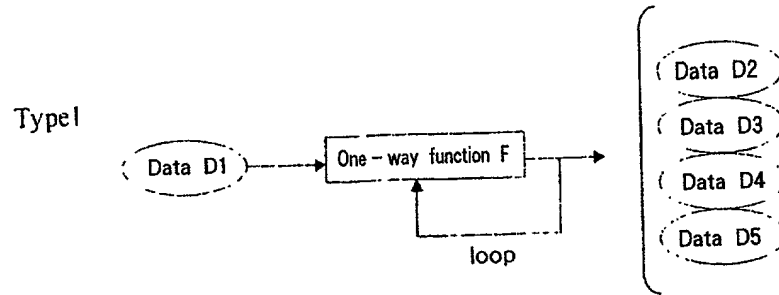 Type1
Data D1
One-way function F
loop
Data D2
Data D3
Data D4
Data D5